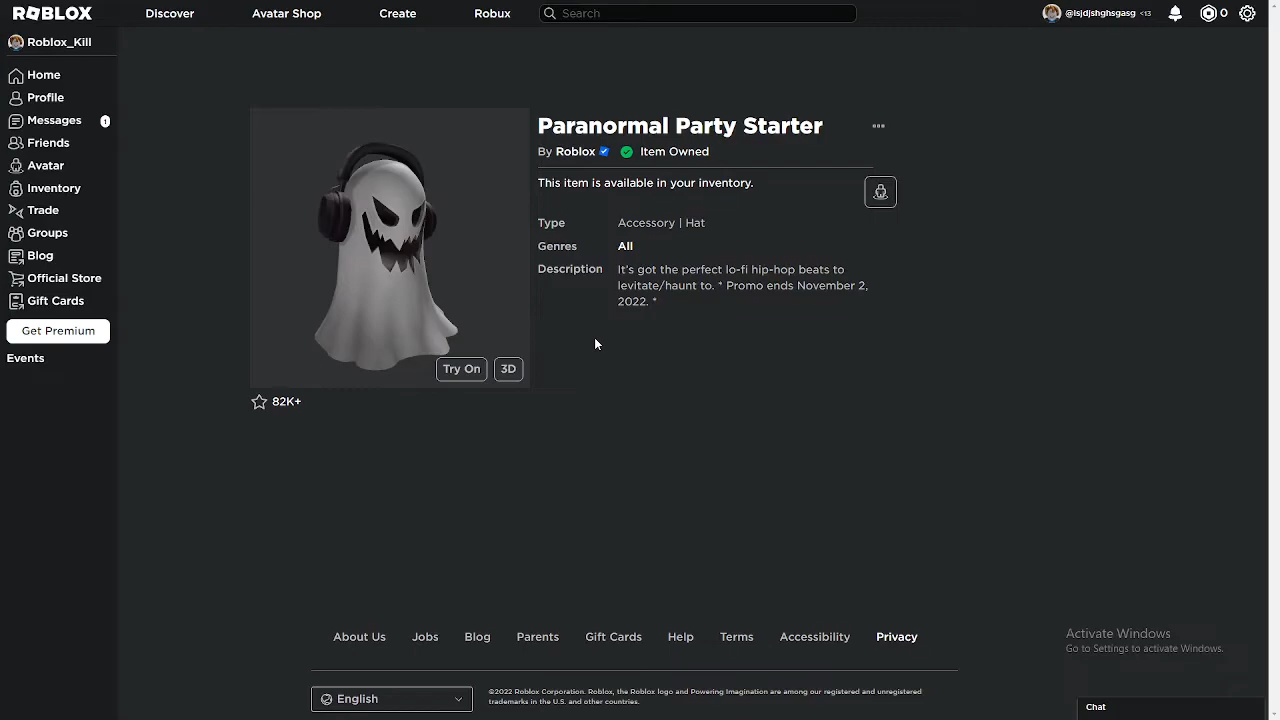 ROBLOX
Discover
Avatar Shop
Create
Robux
Search
@lsjdjshghsgasg <13
0
Roblox_Kill
Home
Profile
Messages
1
Friends
Avatar
Inventory
Trade
Groups
Blog
Official Store
Gift Cards
Get Premium
Events
Paranormal Party Starter
By Roblox Item Owned
This item is available in your inventory.
Type Accessory | Hat
Genres All
Description It's got the perfect lo-fi hip-hop beats to
levitate/haunt to. * Promo ends November 2,
2022. *
Try On
3D
82K+
About Us
Jobs
Blog
Parents
Gift Cards
Help
Terms
Accessibility
Privacy
English
©2022 Roblox Corporation. Roblox, the Roblox logo and Powering Imagination are among our registered and unregistered
trademarks in the U.S. and other countries.
Activate Windows
Go to Settings to activate Windows.
Chat